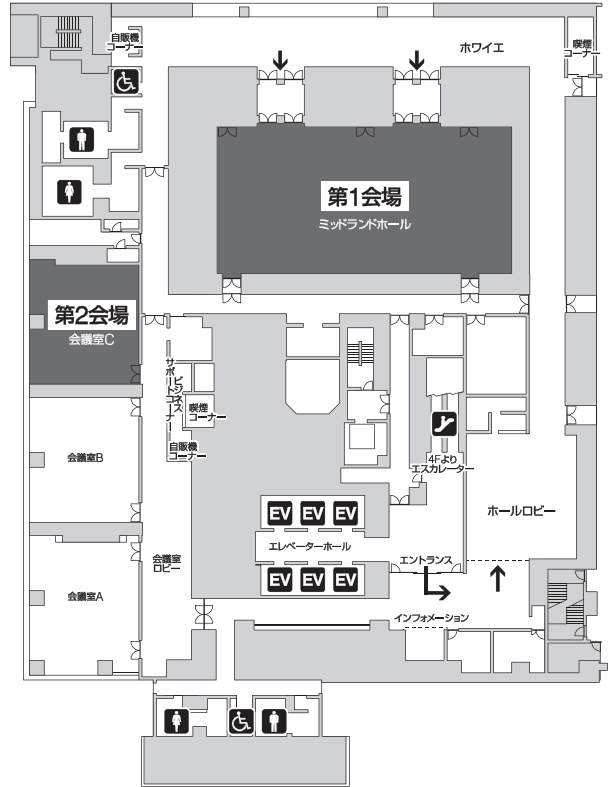 自販機
コーナー
ホワイエ
喫煙
コーナー
第1会場
ミッドランドホール
第2会場
会議室C
ビジネス
サポートコーナー
喫煙
コーナー
自販機
コーナー
4Fより
エスカレーター
会議室B
EV EV EV
ホールロビー
エレベーターホール
会議室
ロビー
エントランス
EV EV EV
会議室A
インフォメーション